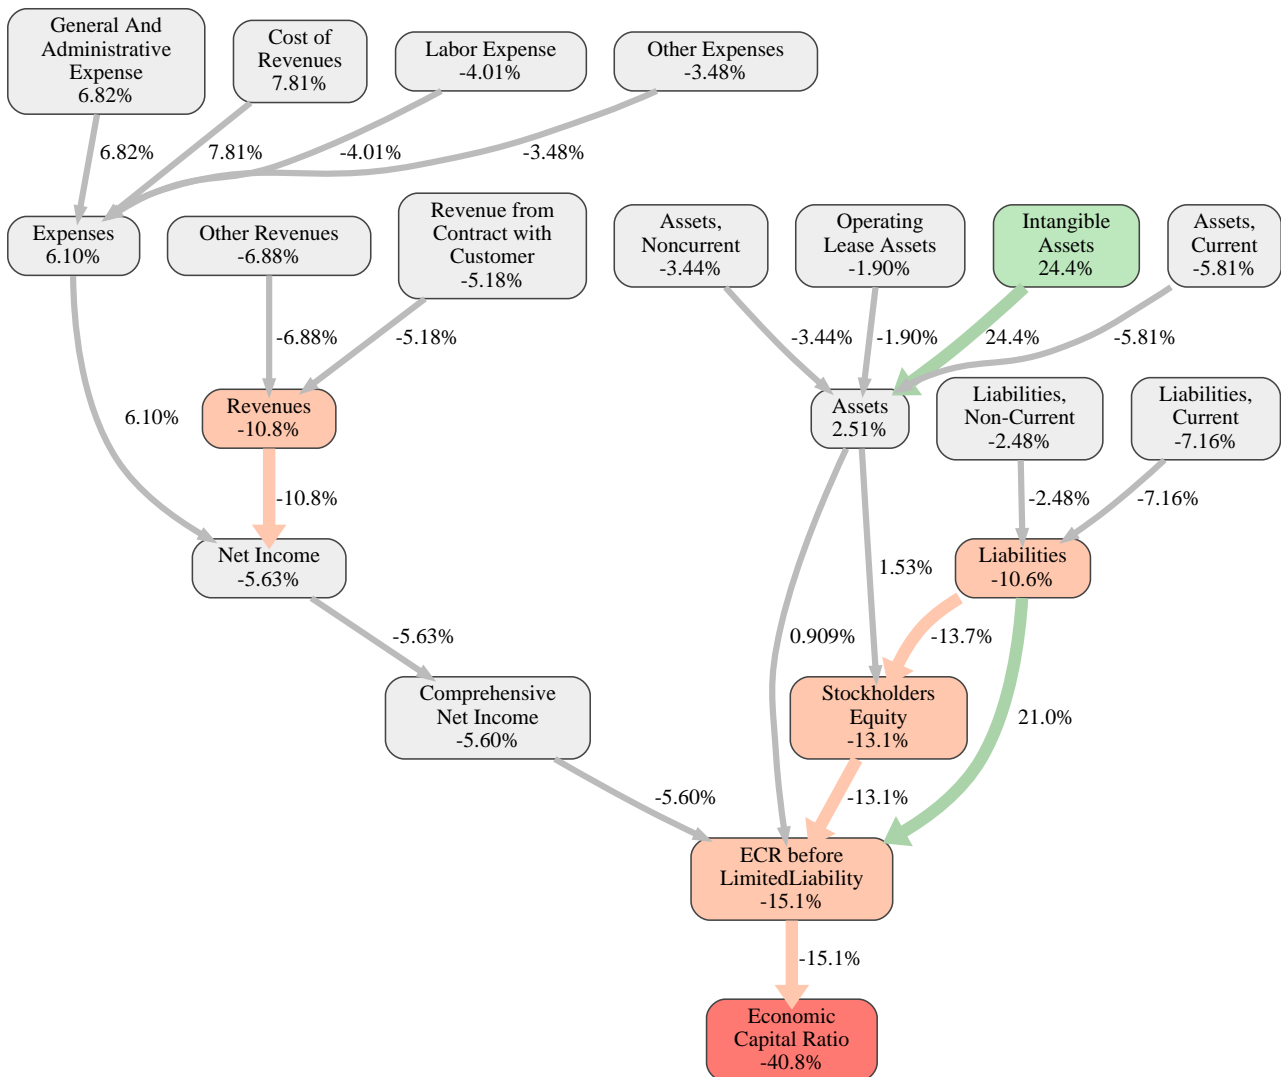 General And
Administrative
Expense
6.82%
Cost of
Revenues
7.81%
Labor Expense
-4.01%
Other Expenses
-3.48%
6.82%
7.81%
-4.01%
-3.48%
Expenses
6.10%
Other Revenues
-6.88%
Revenue from
Contract with
Customer
-5.18%
Assets,
Noncurrent
-3.44%
Operating
Lease Assets
-1.90%
Intangible
Assets
24.4%
Assets,
Current
-5.81%
-6.88%
-5.18%
-3.44%
-1.90%
24.4%
-5.81%
6.10%
Revenues
-10.8%
Assets
2.51%
Liabilities,
Non-Current
-2.48%
Liabilities,
Current
-7.16%
-10.8%
-2.48%
-7.16%
Net Income
-5.63%
1.53%
Liabilities
-10.6%
-5.63%
0.909%
-13.7%
Comprehensive
Net Income
-5.60%
Stockholders
Equity
-13.1%
21.0%
-5.60%
-13.1%
ECR before
LimitedLiability
-15.1%
-15.1%
Economic
Capital Ratio
-40.8%